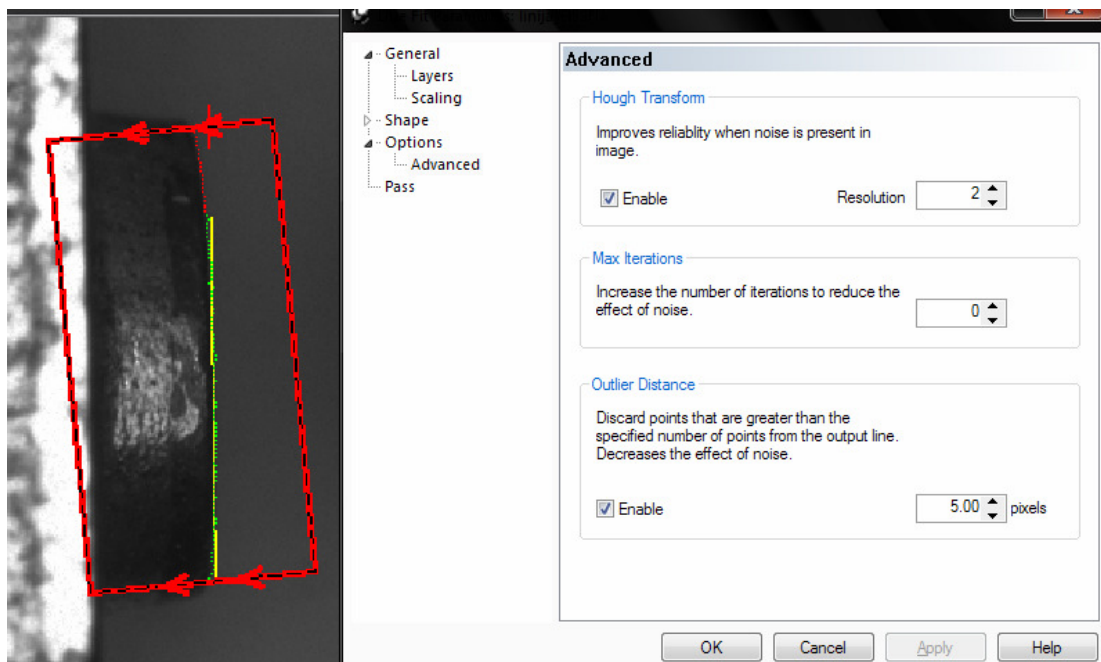 General
Layers
Scaling
Shape
Options
Advanced
Pass
Advanced
Hough Transform
Improves reliablity when noise is present in
image.
Enable
Resolution
2
Max Iterations
Increase the number of iterations to reduce the
effect of noise.
0
Outlier Distance
Discard points that are greater than the
specified number of points from the output line.
Decreases the effect of noise.
Enable
5.00 pixels
OK
Cancel
Apply
Help